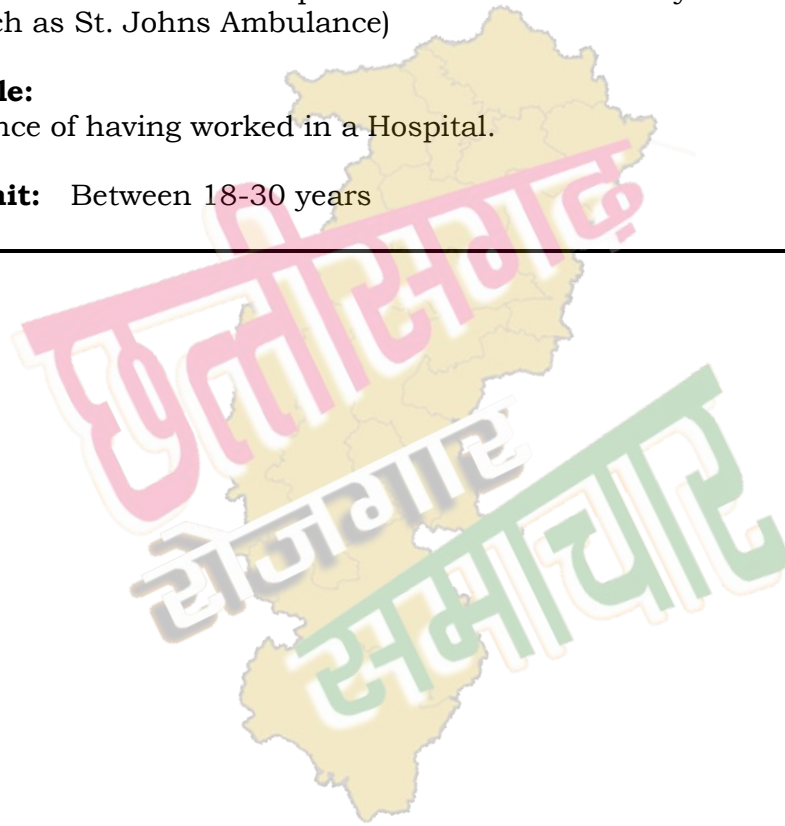 ch as St. Johns Ambulance)
le:
nce of having worked in a Hospital.
nit: Between 18-30 years
छत्तीसगढ़
रोजगार
समाचार